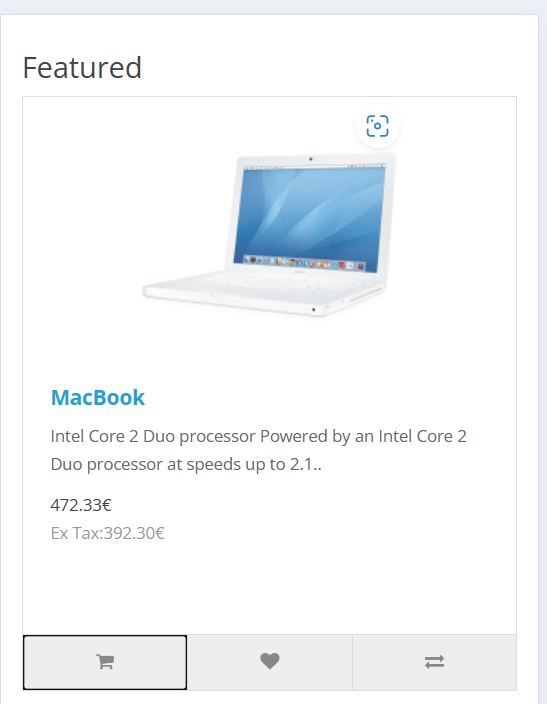 Featured
MacBook
Intel Core 2 Duo processor Powered by an Intel Core 2
Duo processor at speeds up to 2.1..
472.33€
Ex Tax:392.30€